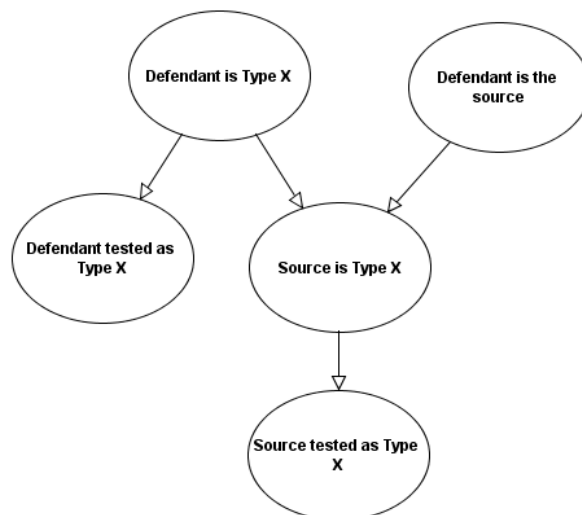 Defendant is Type X
Defendant is the
source
Defendant tested as
Type X
Source is Type X
Source tested as Type
X